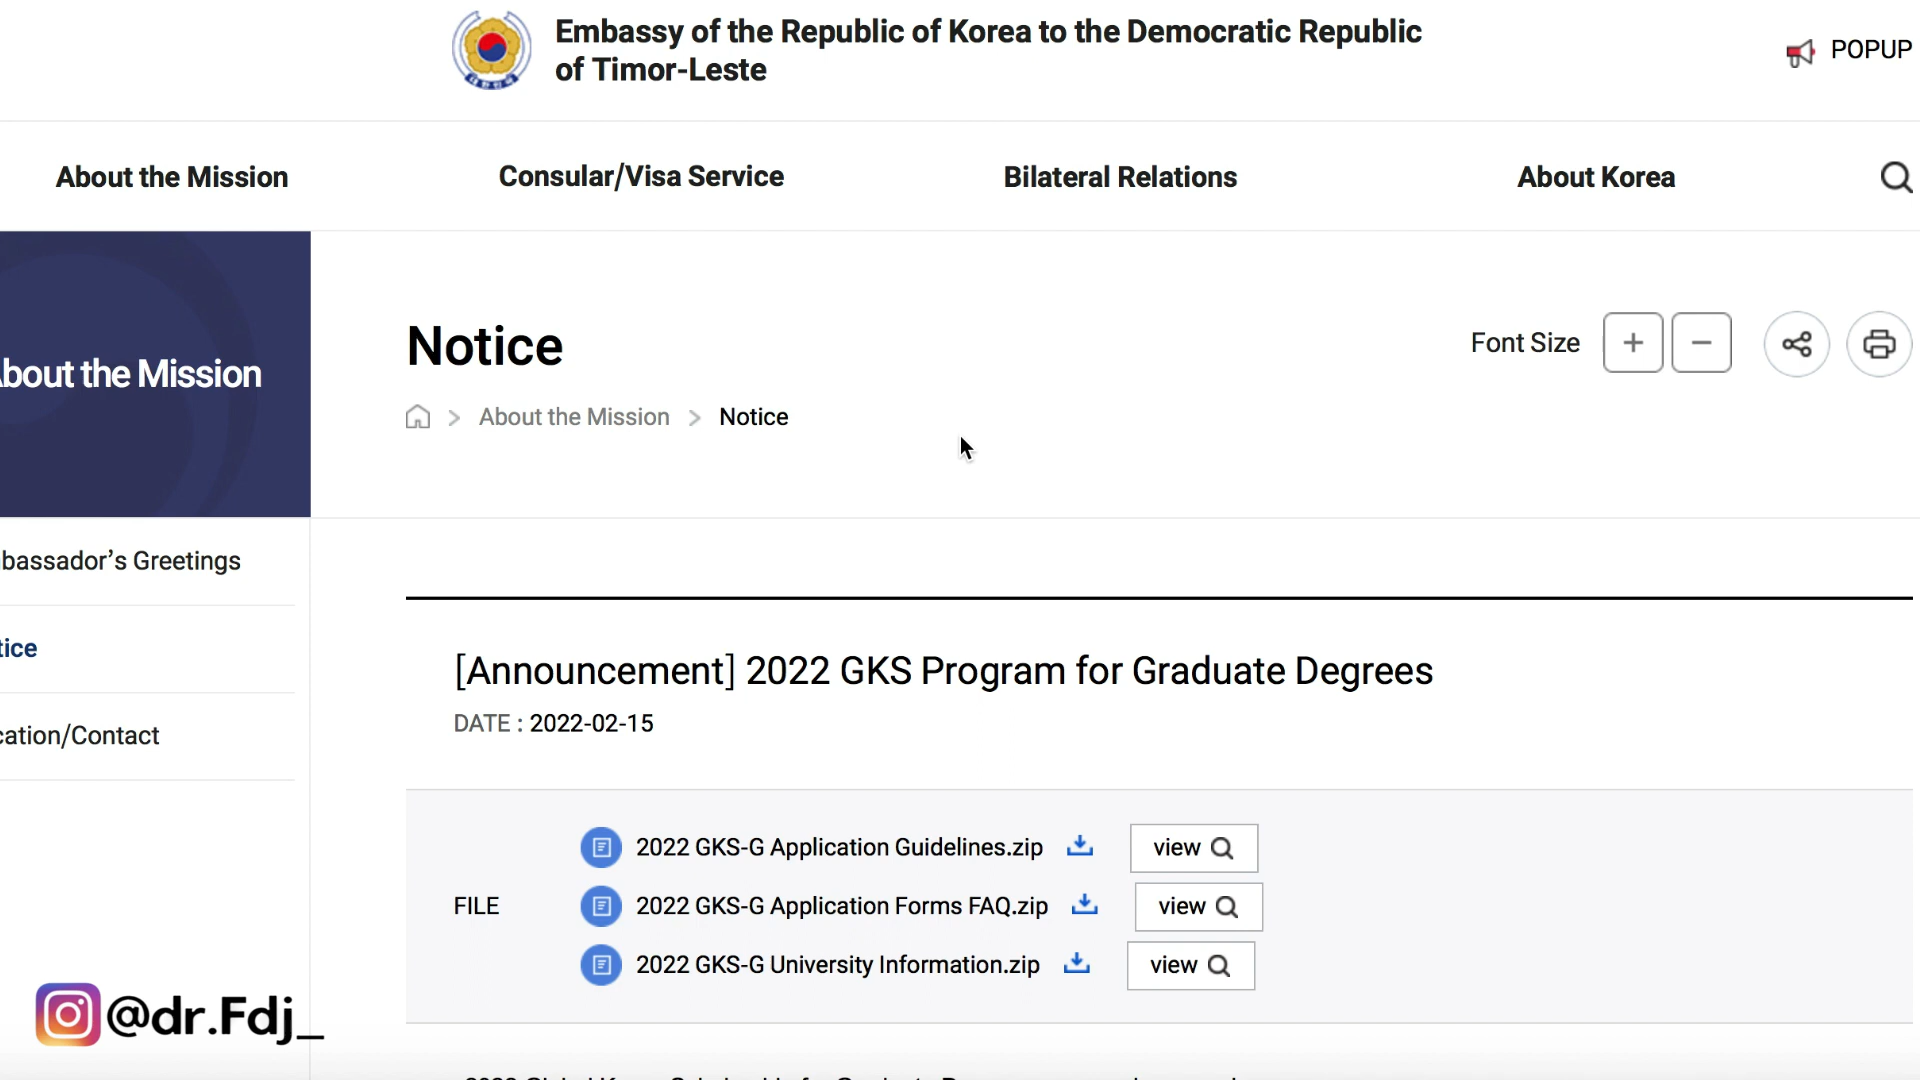 Embassy of the Republic of Korea to the Democratic Republic
of Timor-Leste
POPUP
About the Mission
Consular/Visa Service
Bilateral Relations
About Korea
bout the Mission
Notice
Font Size
About the Mission > Notice
bassador's Greetings
tice
cation/Contact
[Announcement] 2022 GKS Program for Graduate Degrees
DATE : 2022-02-15
FILE
2022 GKS-G Application Guidelines.zip view
2022 GKS-G Application Forms FAQ.zip view
2022 GKS-G University Information.zip view
@dr.Fdj_